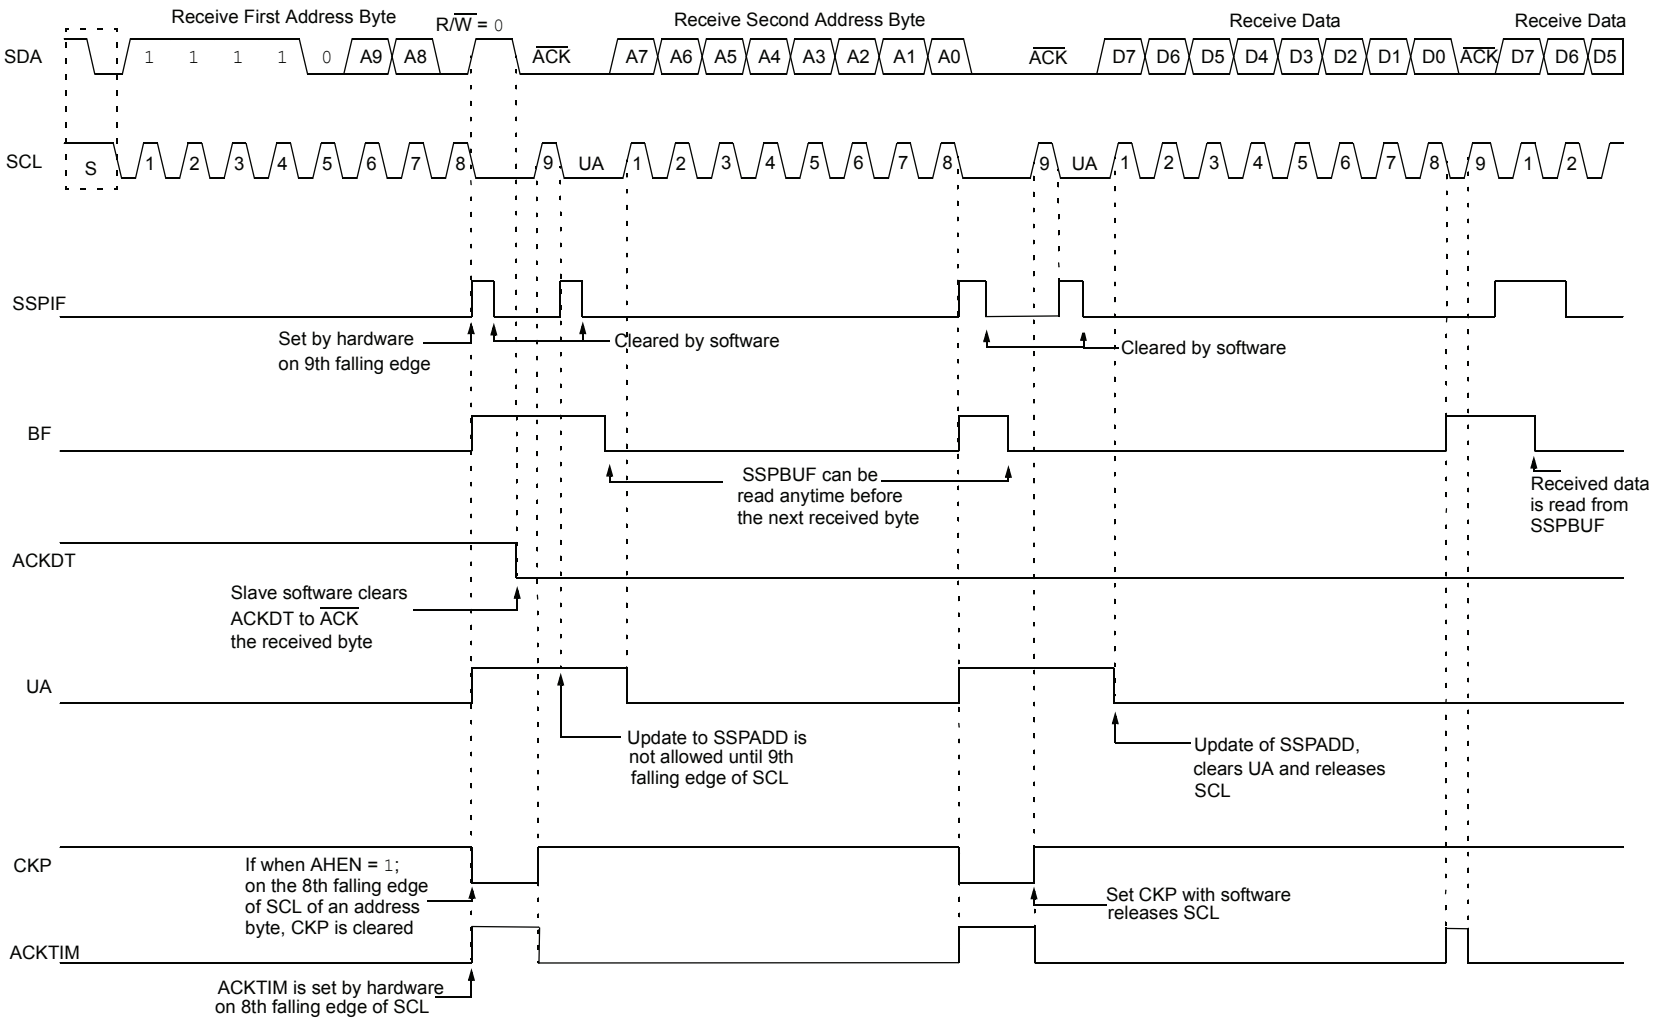 Receive First Address Byte
R/W = 0
Receive Second Address Byte
Receive Data
Receive Data
SDA
1 1 1 1 0 A9 A8
ACK
A7 A6 A5 A4 A3 A2 A1 A0
ACK
D7 D6 D5 D4 D3 D2 D1 D0 ACK D7 D6 D5
SCL
S 1 2 3 4 5 6 7 8 9 UA 1 2 3 4 5 6 7 8 9 UA 1 2 3 4 5 6 7 8 9 1 2
SSPIF
Set by hardware
on 9th falling edge
Cleared by software
Cleared by software
BF
SSPBUF can be
read anytime before
the next received byte
Received data
is read from
SSPBUF
ACKDT
Slave software clears
ACKDT to ACK
the received byte
UA
Update to SSPADD is
not allowed until 9th
falling edge of SCL
Update of SSPADD,
clears UA and releases
SCL
CKP
If when AHEN = 1;
on the 8th falling edge
of SCL of an address
byte, CKP is cleared
Set CKP with software
releases SCL
ACKTIM
ACKTIM is set by hardware
on 8th falling edge of SCL